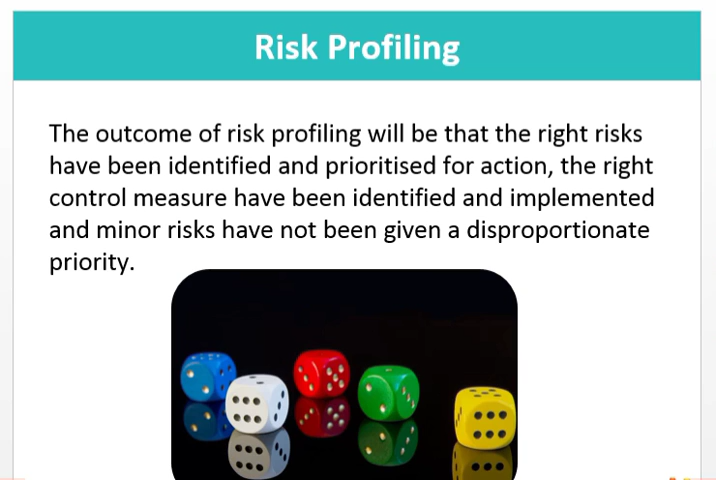 Risk Profiling
The outcome of risk profiling will be that the right risks
have been identified and prioritised for action, the right
control measure have been identified and implemented
and minor risks have not been given a disproportionate
priority.